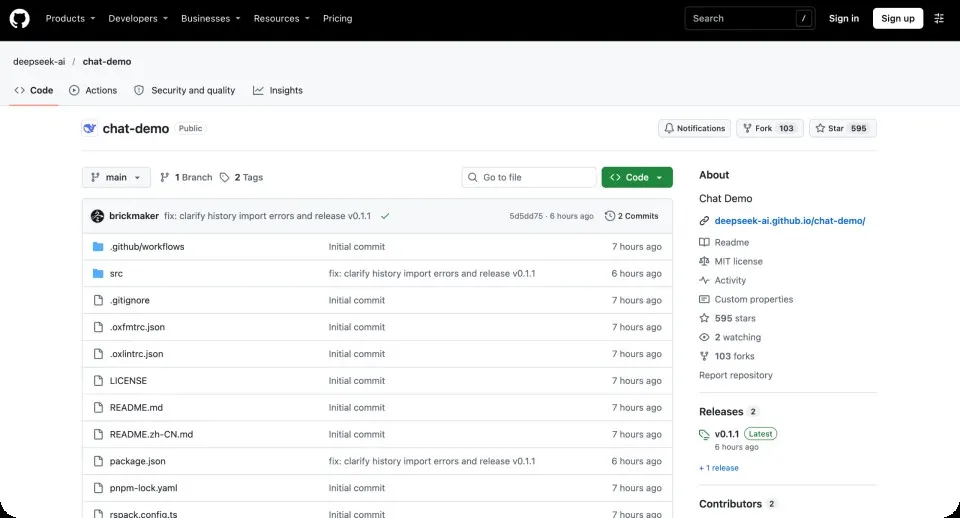 Products Developers Businesses Resources Pricing Search / Sign in Sign up
deepseek-ai / chat-demo
Code Actions Security and quality Insights
chat-demo Public Notifications Fork 103 Star 595
main 1 Branch 2 Tags Go to file Code
brickmaker fix: clarify history import errors and release v0.1.1 5d5dd75 · 6 hours ago 2 Commits
.github/workflows Initial commit 7 hours ago
src fix: clarify history import errors and release v0.1.1 6 hours ago
.gitignore Initial commit 7 hours ago
.oxfmtrc.json Initial commit 7 hours ago
.oxlintrc.json Initial commit 7 hours ago
LICENSE Initial commit 7 hours ago
README.md Initial commit 7 hours ago
README.zh-CN.md Initial commit 7 hours ago
package.json fix: clarify history import errors and release v0.1.1 6 hours ago
pnpm-lock.yaml Initial commit 7 hours ago
rspack.config.ts Initial commit 7 hours ago
About
Chat Demo
deepseek-ai.github.io/chat-demo/
Readme
MIT license
Activity
Custom properties
595 stars
2 watching
103 forks
Report repository
Releases 2
v0.1.1 Latest
6 hours ago
+ 1 release
Contributors 2